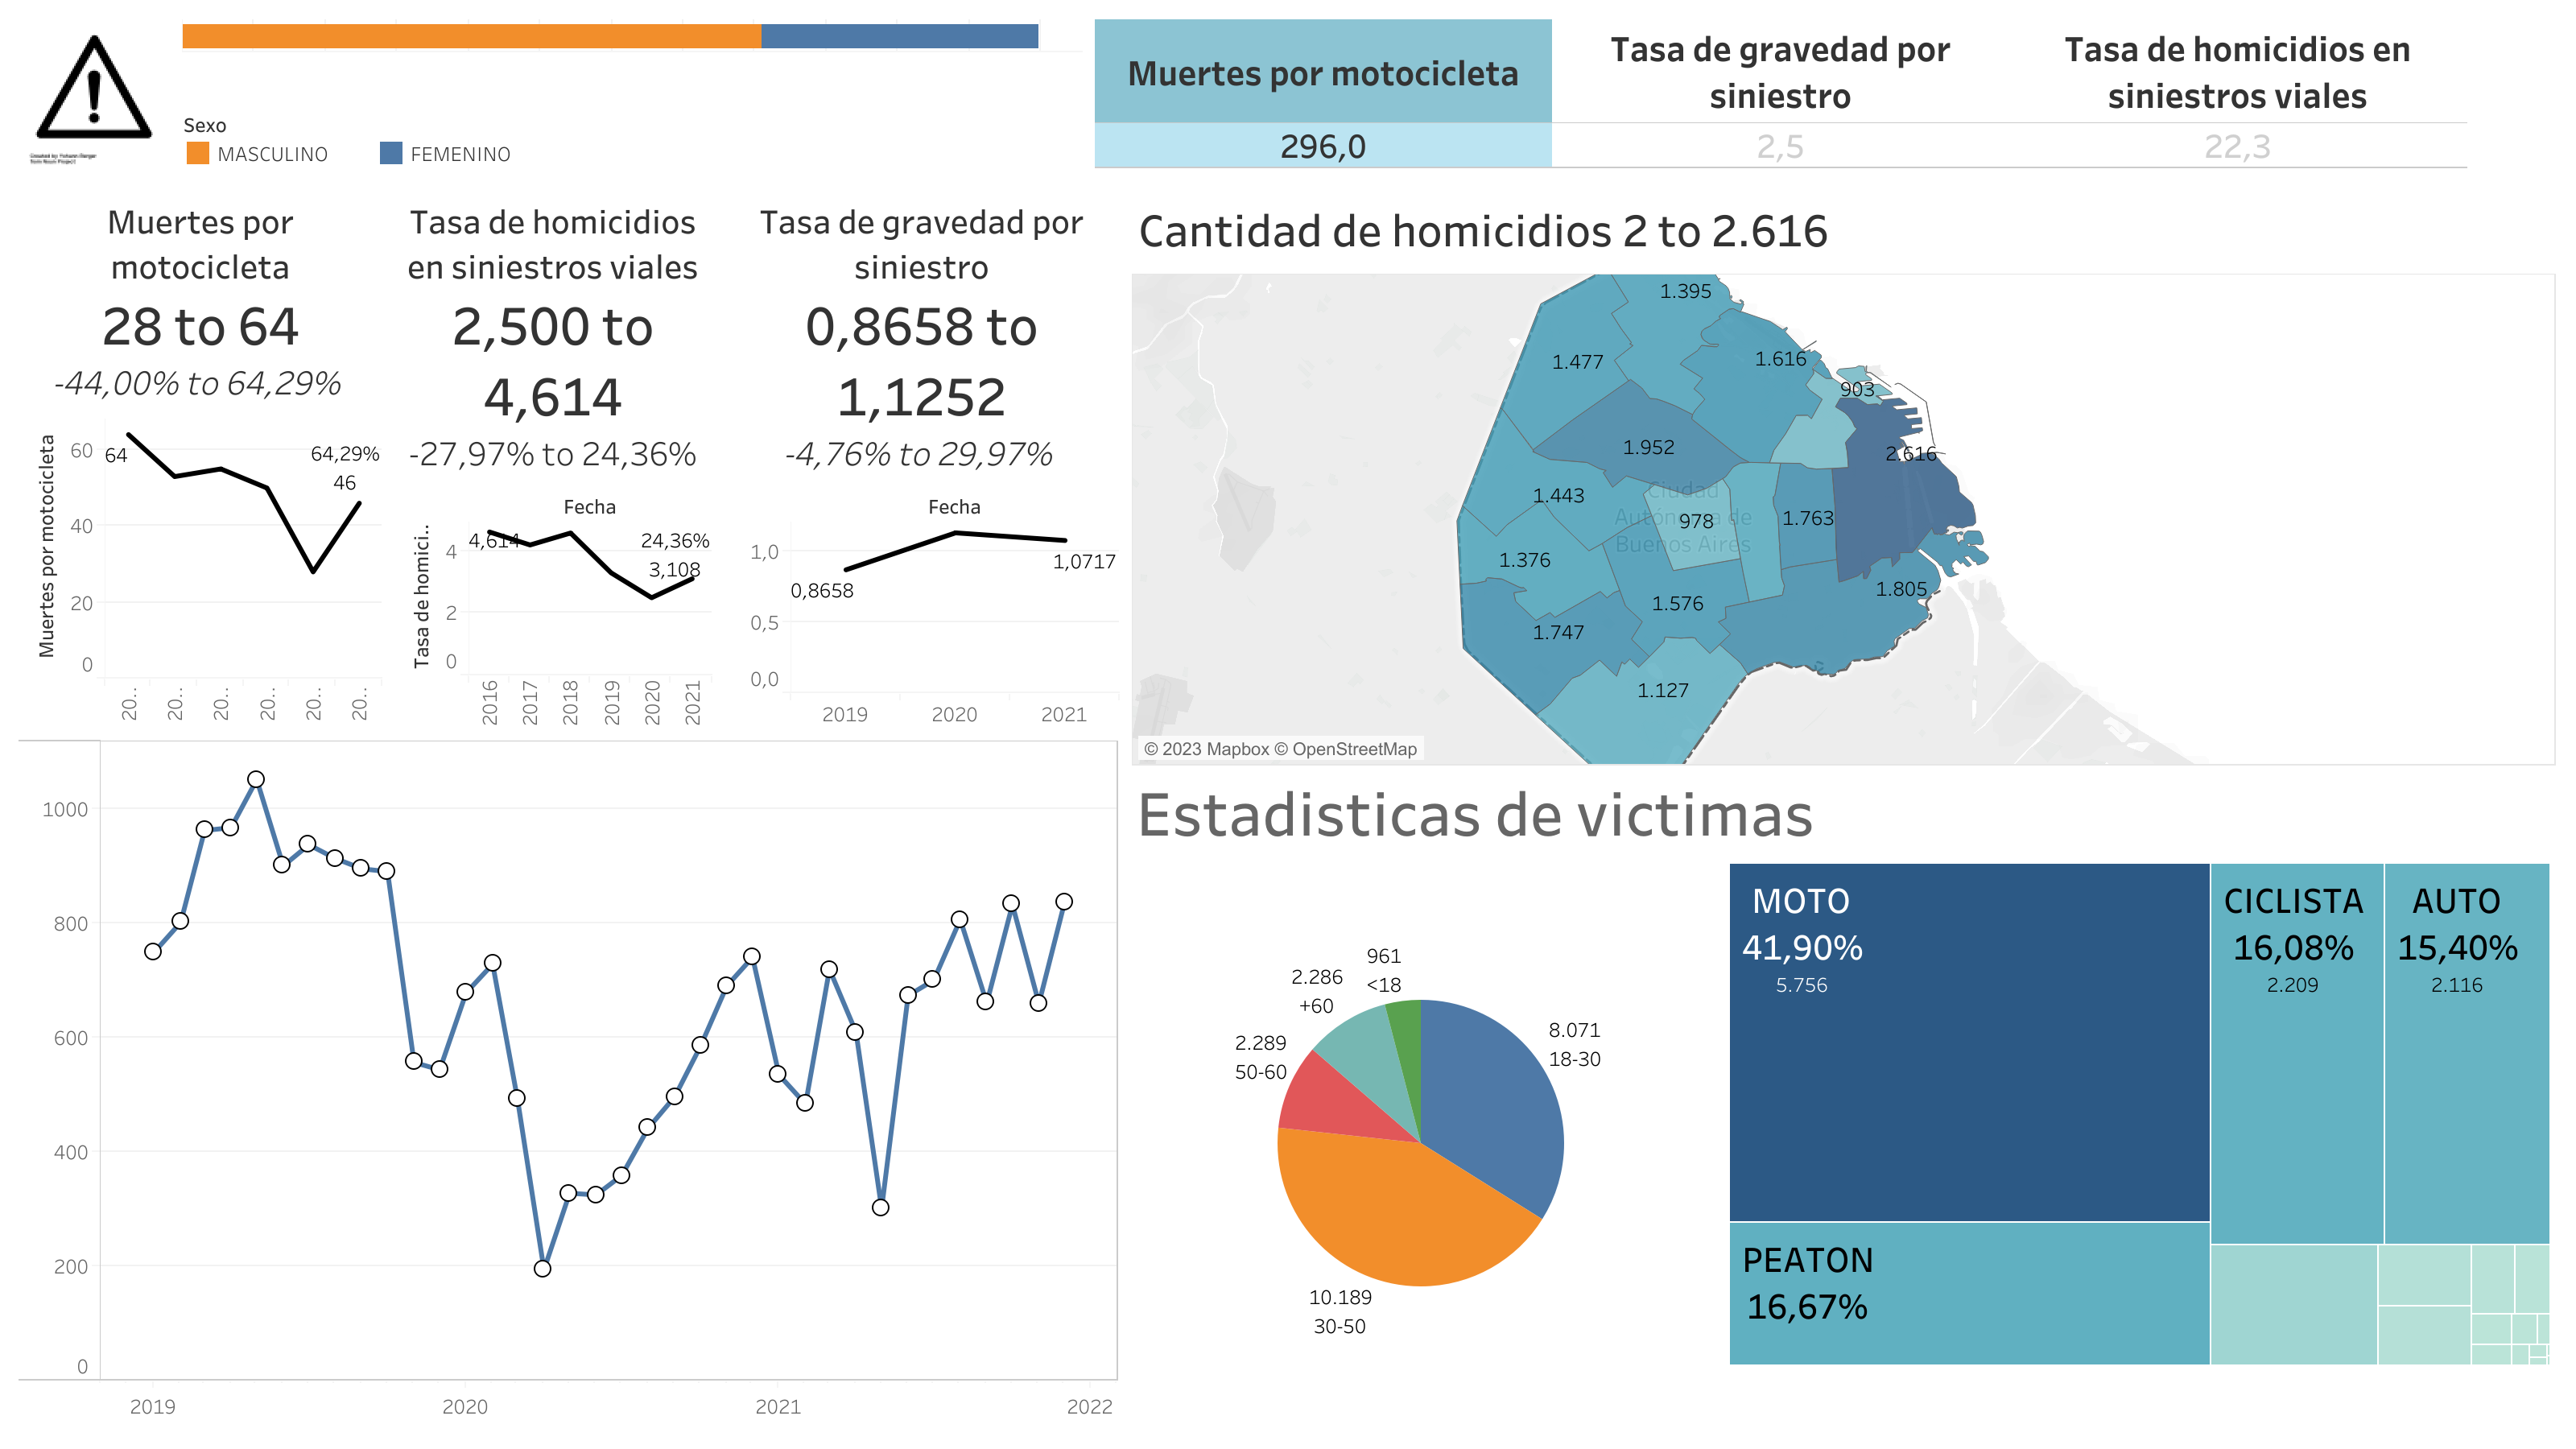 Created by Yohann Berger
from Noun Project
Sexo
MASCULINO
FEMENINO
Muertes por motocicleta
Tasa de gravedad por
siniestro
Tasa de homicidios en
siniestros viales
296,0
2,5
22,3
Muertes por
motocicleta
28 to 64
-44,00% to 64,29%
Muertes por motocicleta
60
40
20
0
64
64,29%
46
20..
20..
20..
20..
20..
20..
Tasa de homicidios
en siniestros viales
2,500 to
4,614
-27,97% to 24,36%
Fecha
Tasa de homici..
4
2
0
4,614
24,36%
3,108
2016
2017
2018
2019
2020
2021
Tasa de gravedad por
siniestro
0,8658 to
1,1252
-4,76% to 29,97%
Fecha
1,0
0,5
0,0
0,8658
1,0717
2019
2020
2021
Cantidad de homicidios 2 to 2.616
1.395
1.477
1.616
903
1.952
2.616
1.443
Ciudad
Autónoma de
Buenos Aires
978
1.763
1.376
1.576
1.805
1.747
1.127
© 2023 Mapbox © OpenStreetMap
1000
800
600
400
200
0
2019
2020
2021
2022
Estadisticas de victimas
961
<18
2.286
+60
2.289
50-60
8.071
18-30
10.189
30-50
MOTO
41,90%
5.756
CICLISTA
16,08%
2.209
AUTO
15,40%
2.116
PEATON
16,67%